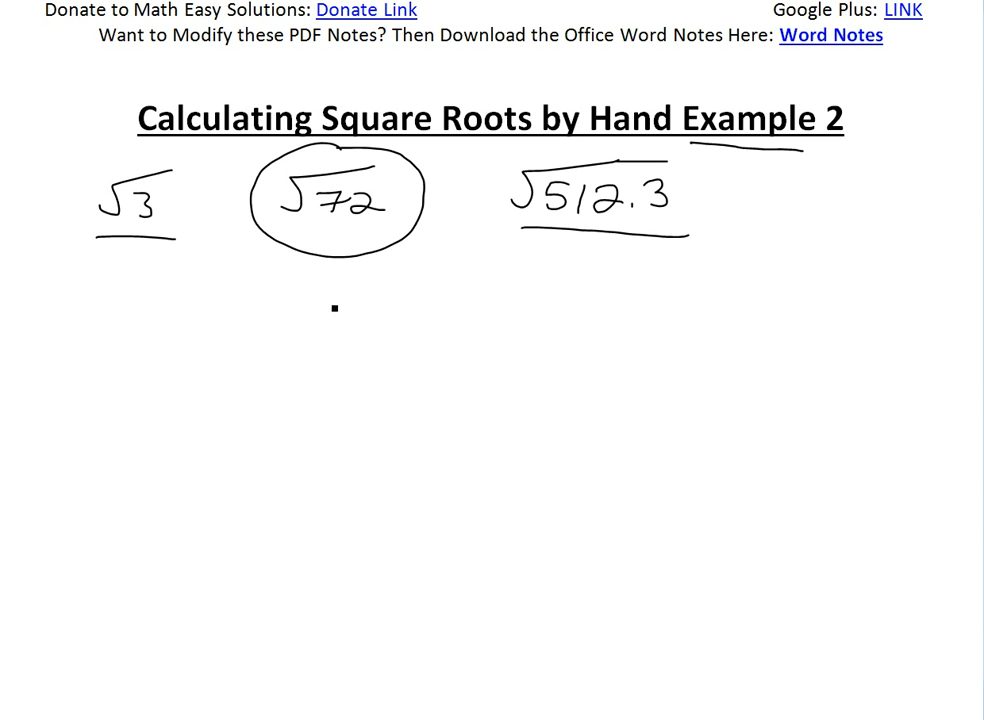 Donate to Math Easy Solutions: Donate Link Google Plus: LINK
Want to Modify these PDF Notes? Then Download the Office Word Notes Here: Word Notes
Calculating Square Roots by Hand Example 2
√3 √72 √512.3